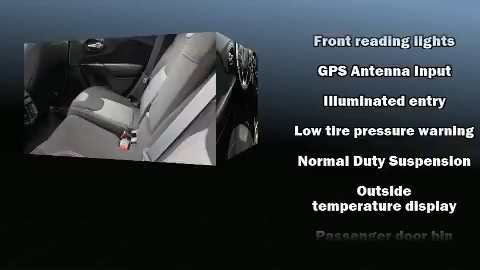 Front reading lights
GPS Antenna Input
Illuminated entry
Low tire pressure warning
Normal Duty Suspension
Outside
temperature display
Passenger door bin